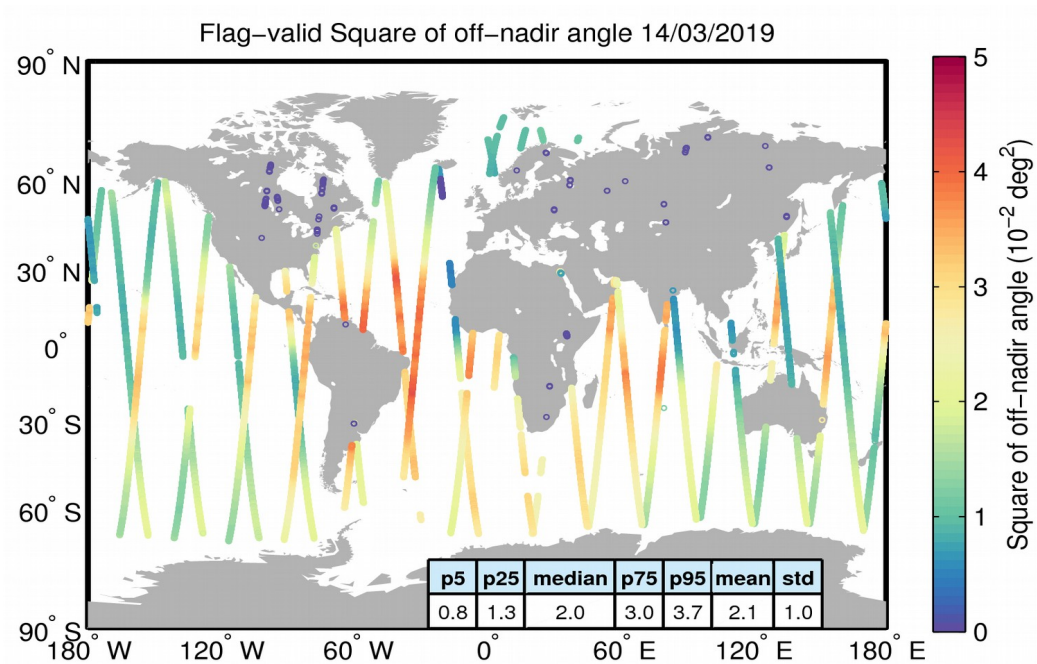 Flag−valid Square of off−nadir angle 14/03/2019
90° N
60° N
30° N
0°
30° S
60° S
90° S
180° W
120° W
60° W
0°
60° E
120° E
180° E
p5 p25 median p75 p95 mean std
0.8 1.3 2.0 3.0 3.7 2.1 1.0
5
4
3
2
1
0
Square of off−nadir angle (10⁻² deg²)